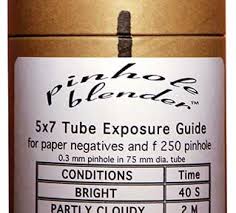 pinhole
blender™
5x7 Tube Exposure Guide
for paper negatives and f 250 pinhole
0.3 mm pinhole in 75 mm dia. tube
CONDITIONS Time
BRIGHT 40 S
PARTLY CLOUDY 2 M